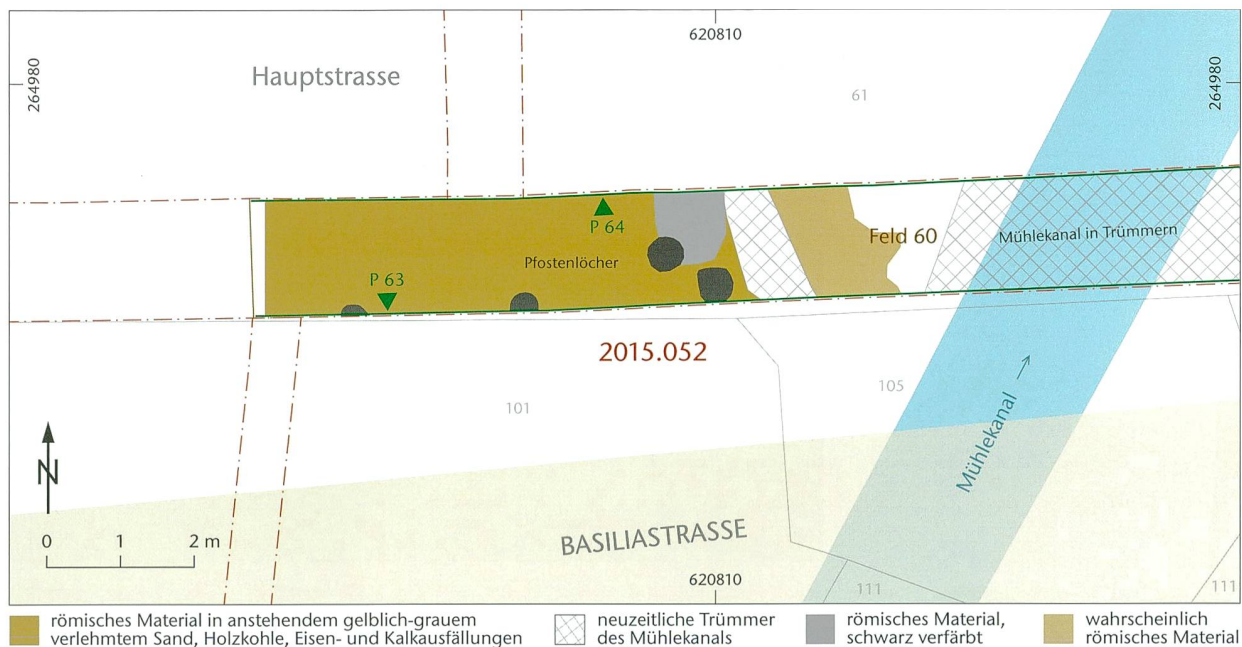 620810
264980
Hauptstrasse
61
264980
P 64
Feld 60
Mühlekanal in Trümmern
Pfostenlöcher
P 63
2015.052
101
105
Mühlekanal →
N
0 1 2 m
BASILIASTRASSE
620810
111
111
römisches Material in anstehendem gelblich-grauem
verlehmtem Sand, Holzkohle, Eisen- und Kalkausfällungen
neuzeitliche Trümmer
des Mühlekanals
römisches Material,
schwarz verfärbt
wahrscheinlich
römisches Material